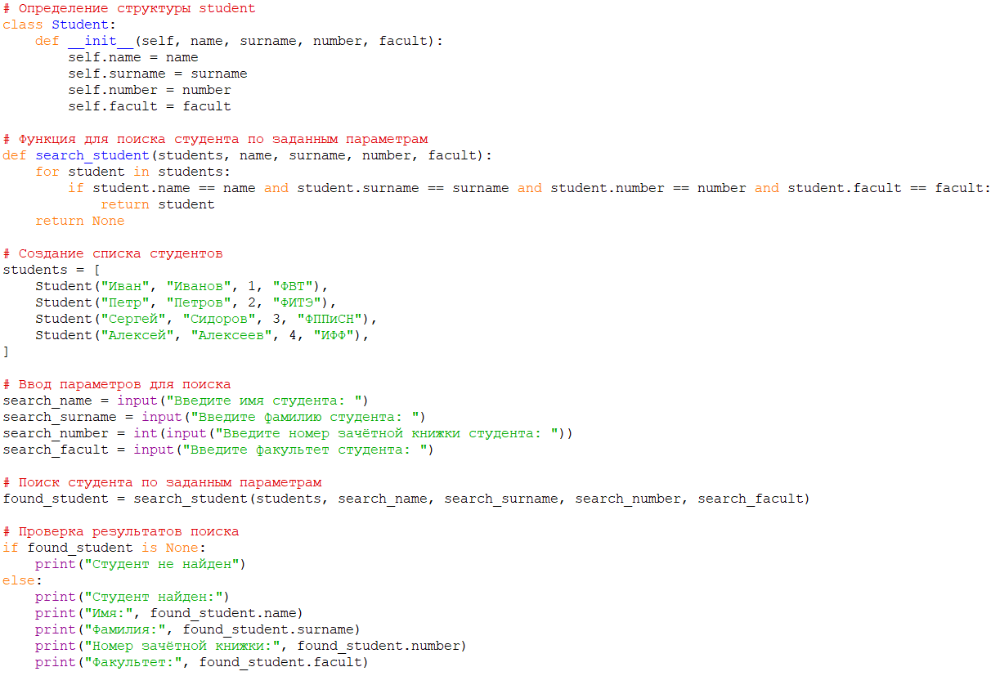 # Определение структуры student
class Student:
    def __init__(self, name, surname, number, facult):
        self.name = name
        self.surname = surname
        self.number = number
        self.facult = facult

# Функция для поиска студента по заданным параметрам
def search_student(students, name, surname, number, facult):
    for student in students:
        if student.name == name and student.surname == surname and student.number == number and student.facult == facult:
            return student
    return None

# Создание списка студентов
students = [
    Student("Иван", "Иванов", 1, "ФВТ"),
    Student("Петр", "Петров", 2, "ФИТЭ"),
    Student("Сергей", "Сидоров", 3, "ФППиСН"),
    Student("Алексей", "Алексеев", 4, "ИФФ"),
]

# Ввод параметров для поиска
search_name = input("Введите имя студента: ")
search_surname = input("Введите фамилию студента: ")
search_number = int(input("Введите номер зачётной книжки студента: "))
search_facult = input("Введите факультет студента: ")

# Поиск студента по заданным параметрам
found_student = search_student(students, search_name, search_surname, search_number, search_facult)

# Проверка результатов поиска
if found_student is None:
    print("Студент не найден")
else:
    print("Студент найден:")
    print("Имя:", found_student.name)
    print("Фамилия:", found_student.surname)
    print("Номер зачётной книжки:", found_student.number)
    print("Факультет:", found_student.facult)